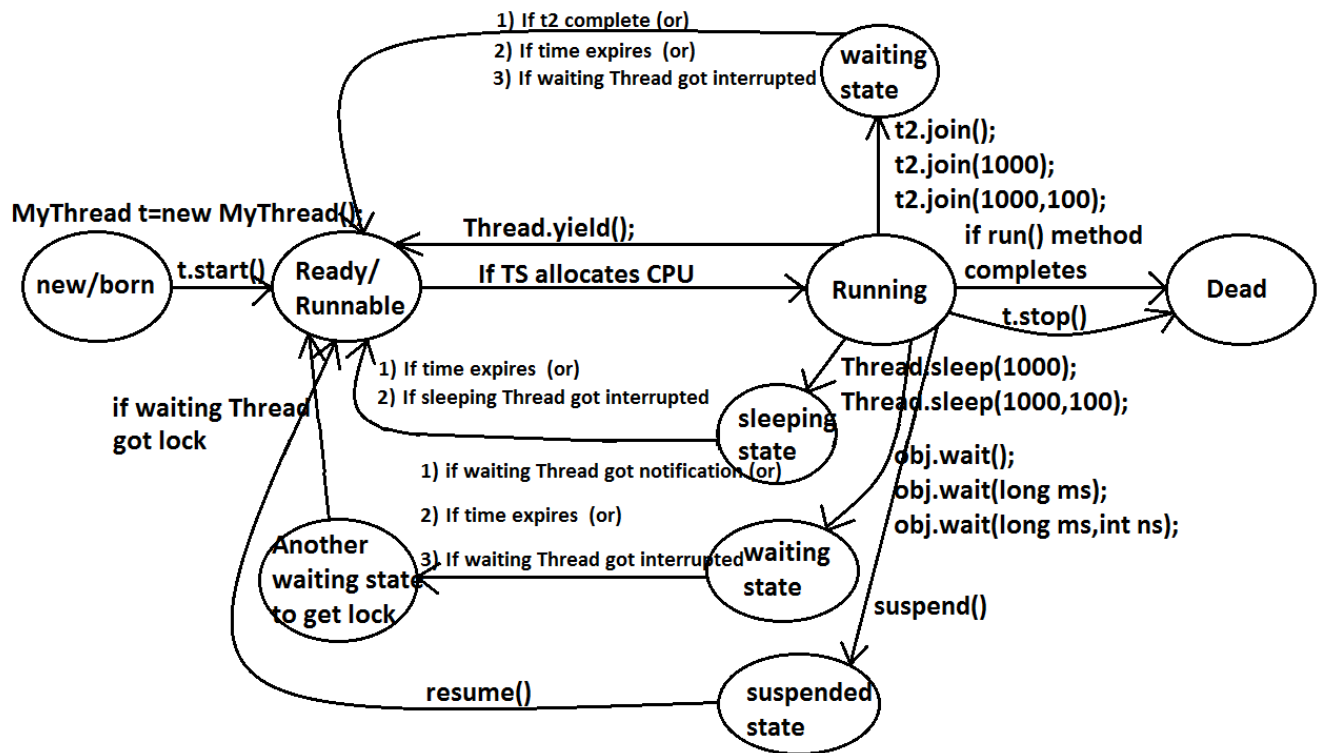 1) If t2 complete (or)
2) If time expires (or)
3) If waiting Thread got interrupted
waiting
state
t2.join();
t2.join(1000);
t2.join(1000,100);
MyThread t=new MyThread();
new/born
t.start()
Ready/
Runnable
Thread.yield();
If TS allocates CPU
Running
if run() method
completes
t.stop()
Dead
1) If time expires (or)
2) If sleeping Thread got interrupted
sleeping
state
Thread.sleep(1000);
Thread.sleep(1000,100);
if waiting Thread
got lock
1) if waiting Thread got notification (or)
2) If time expires (or)
3) If waiting Thread got interrupted
obj.wait();
obj.wait(long ms);
obj.wait(long ms,int ns);
Another
waiting state
to get lock
waiting
state
suspend()
resume()
suspended
state